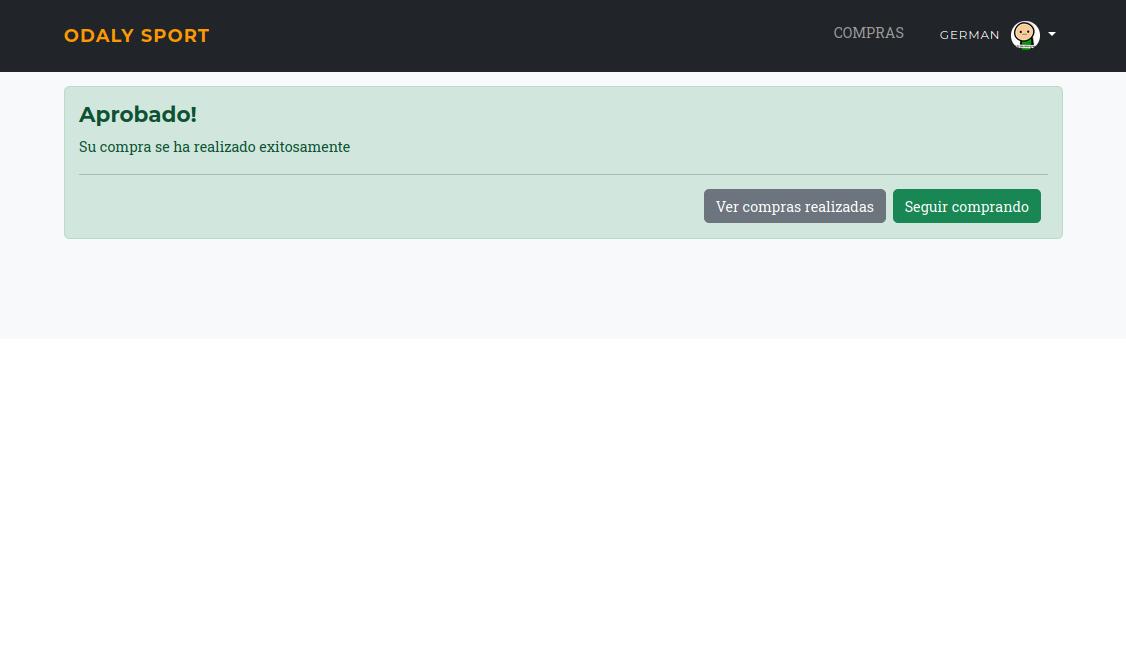 ODALY SPORT
COMPRAS
GERMAN
Aprobado!
Su compra se ha realizado exitosamente
Ver compras realizadas
Seguir comprando